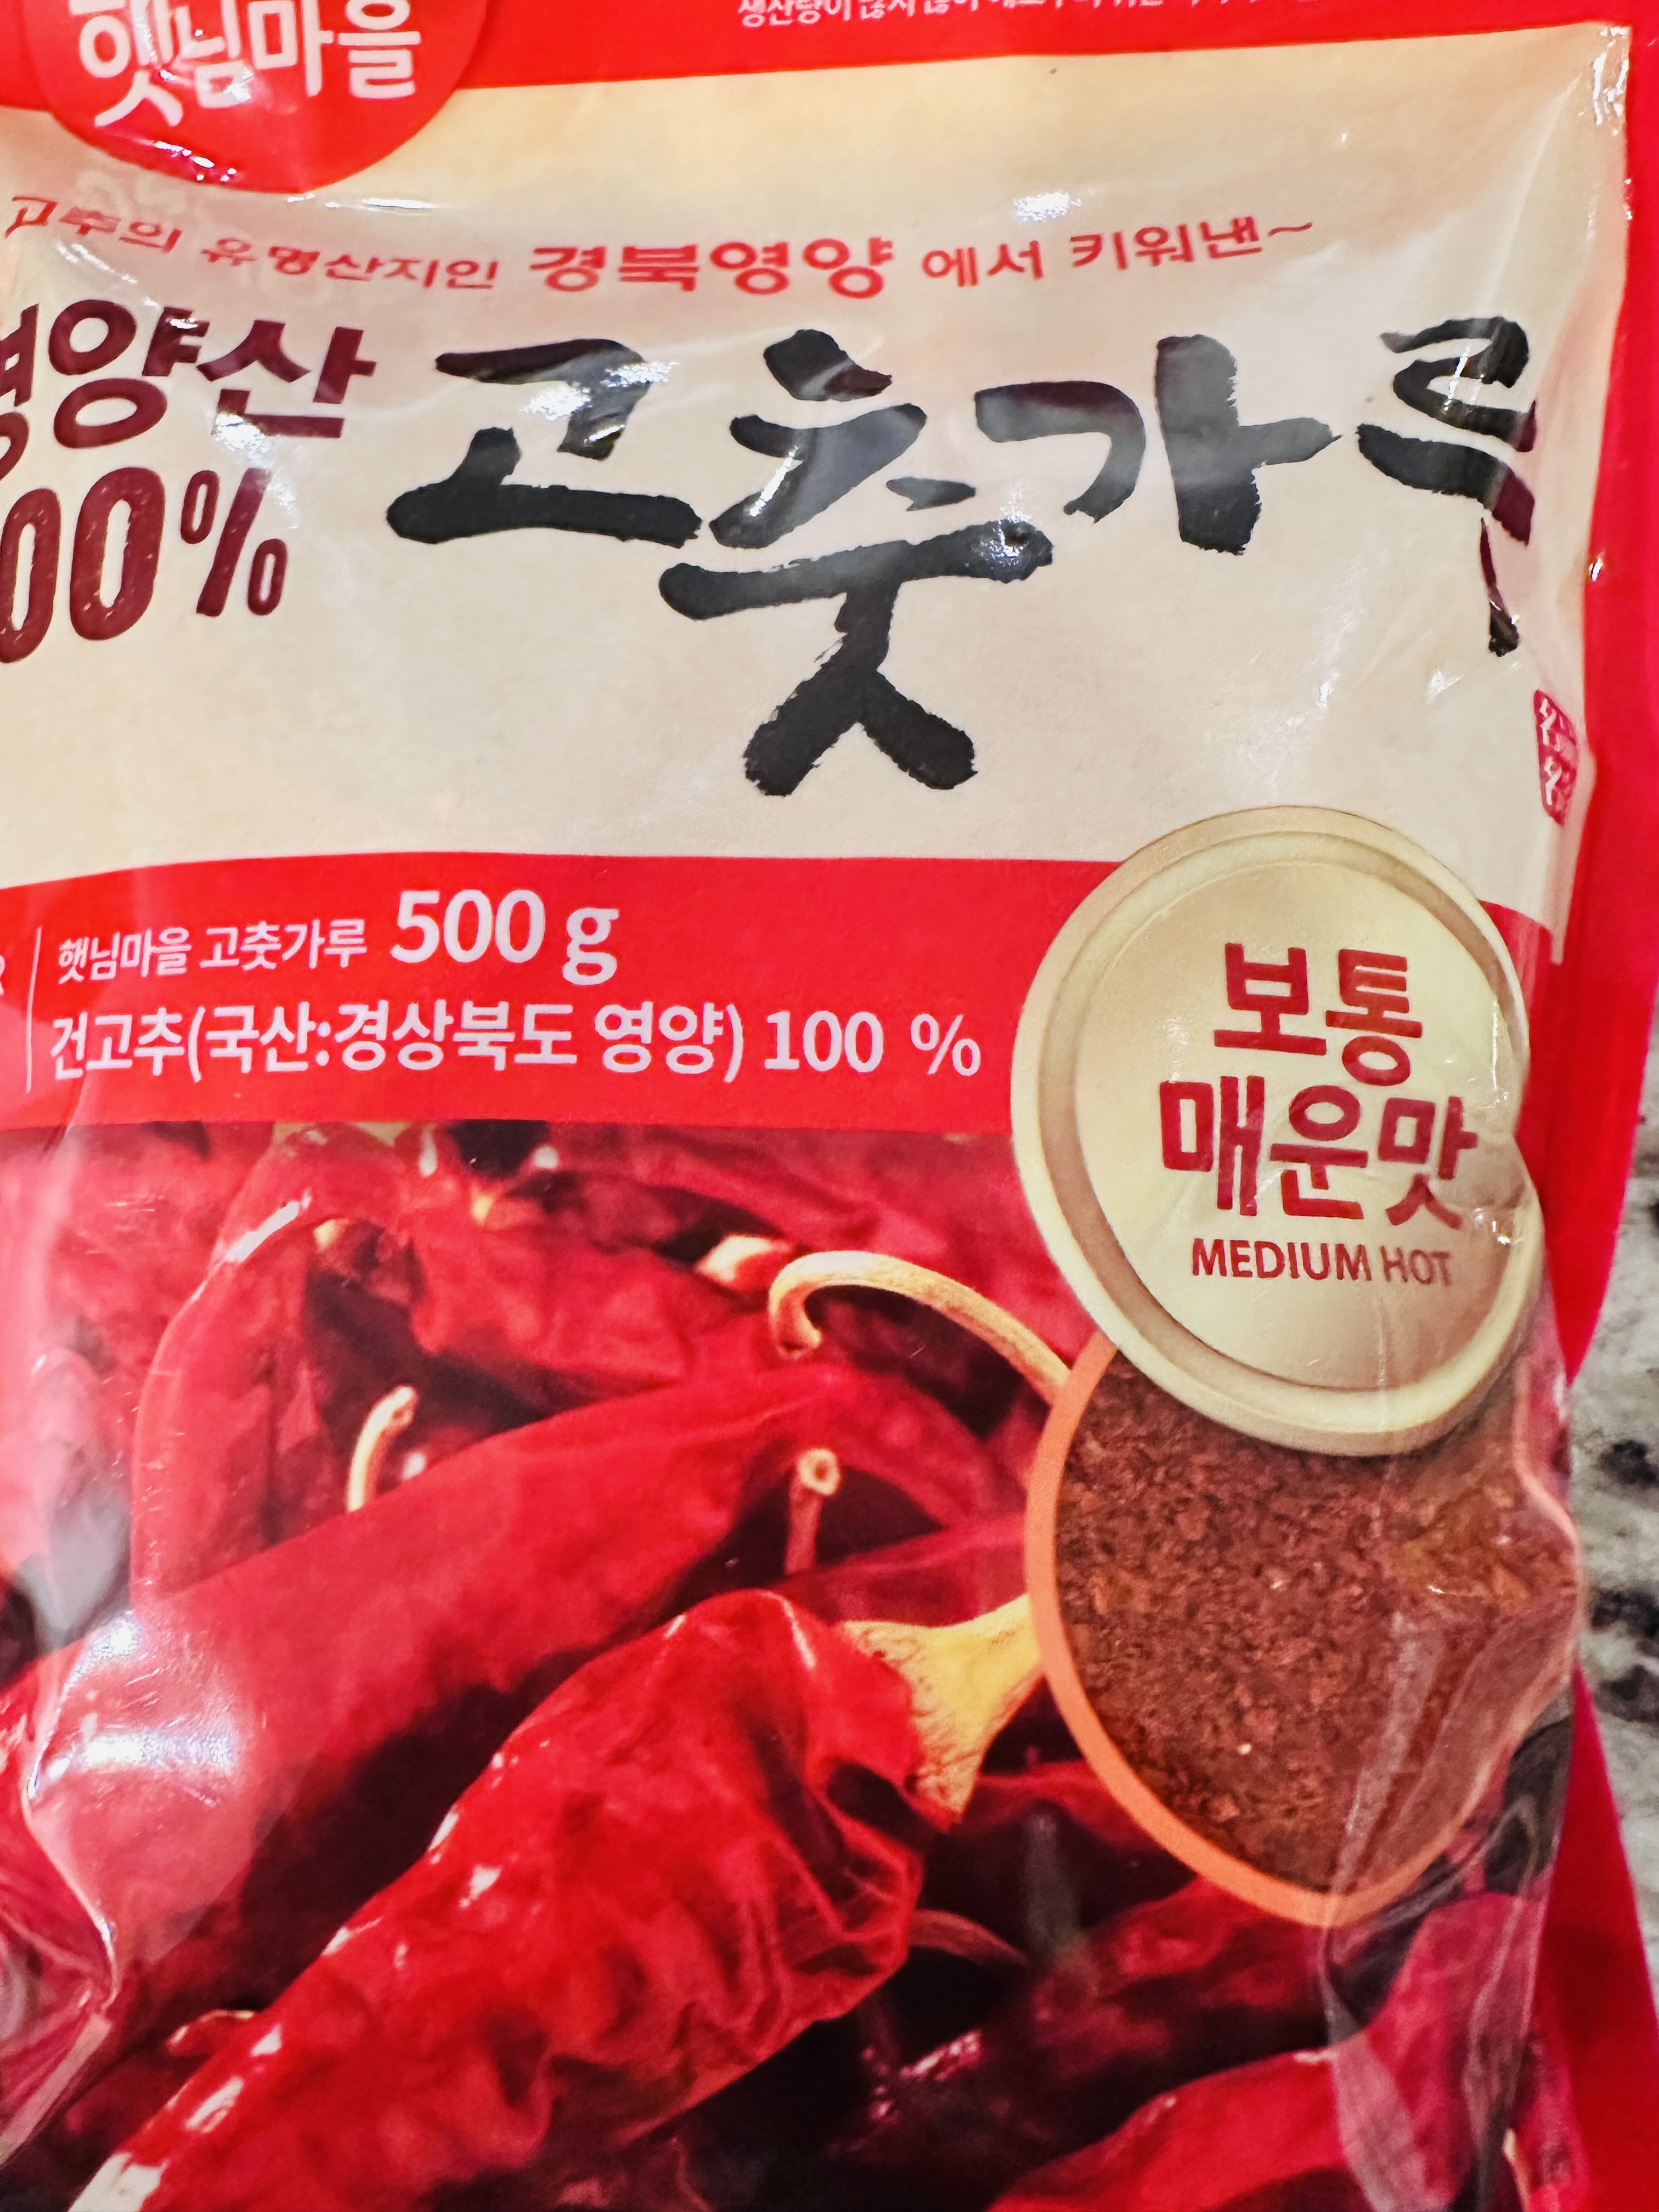 햇님마을
고추의 유명산지인 경북영양 에서 키워낸~
영양산
100%
고춧가루
햇님마을 고춧가루 500 g
건고추(국산:경상북도 영양) 100 %
보통
매운맛
MEDIUM HOT